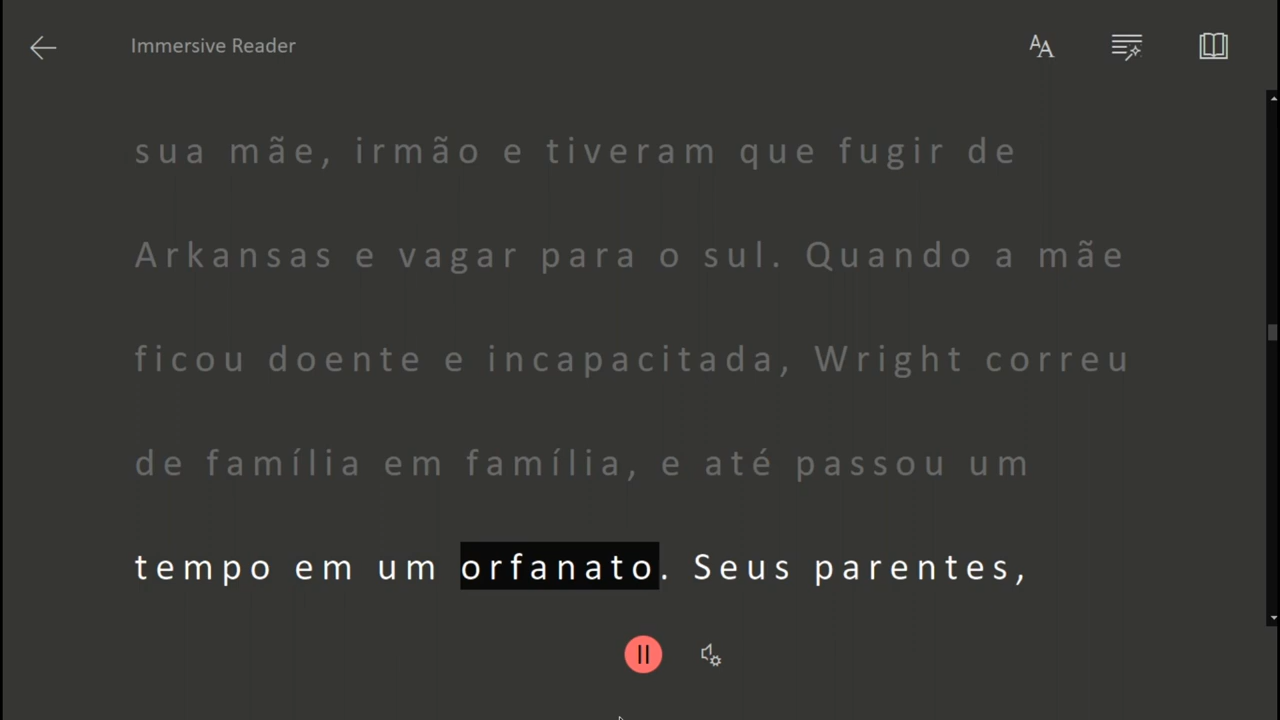 Immersive Reader
sua mãe, irmão e tiveram que fugir de
Arkansas e vagar para o sul. Quando a mãe
ficou doente e incapacitada, Wright correu
de família em família, e até passou um
tempo em um orfanato. Seus parentes,